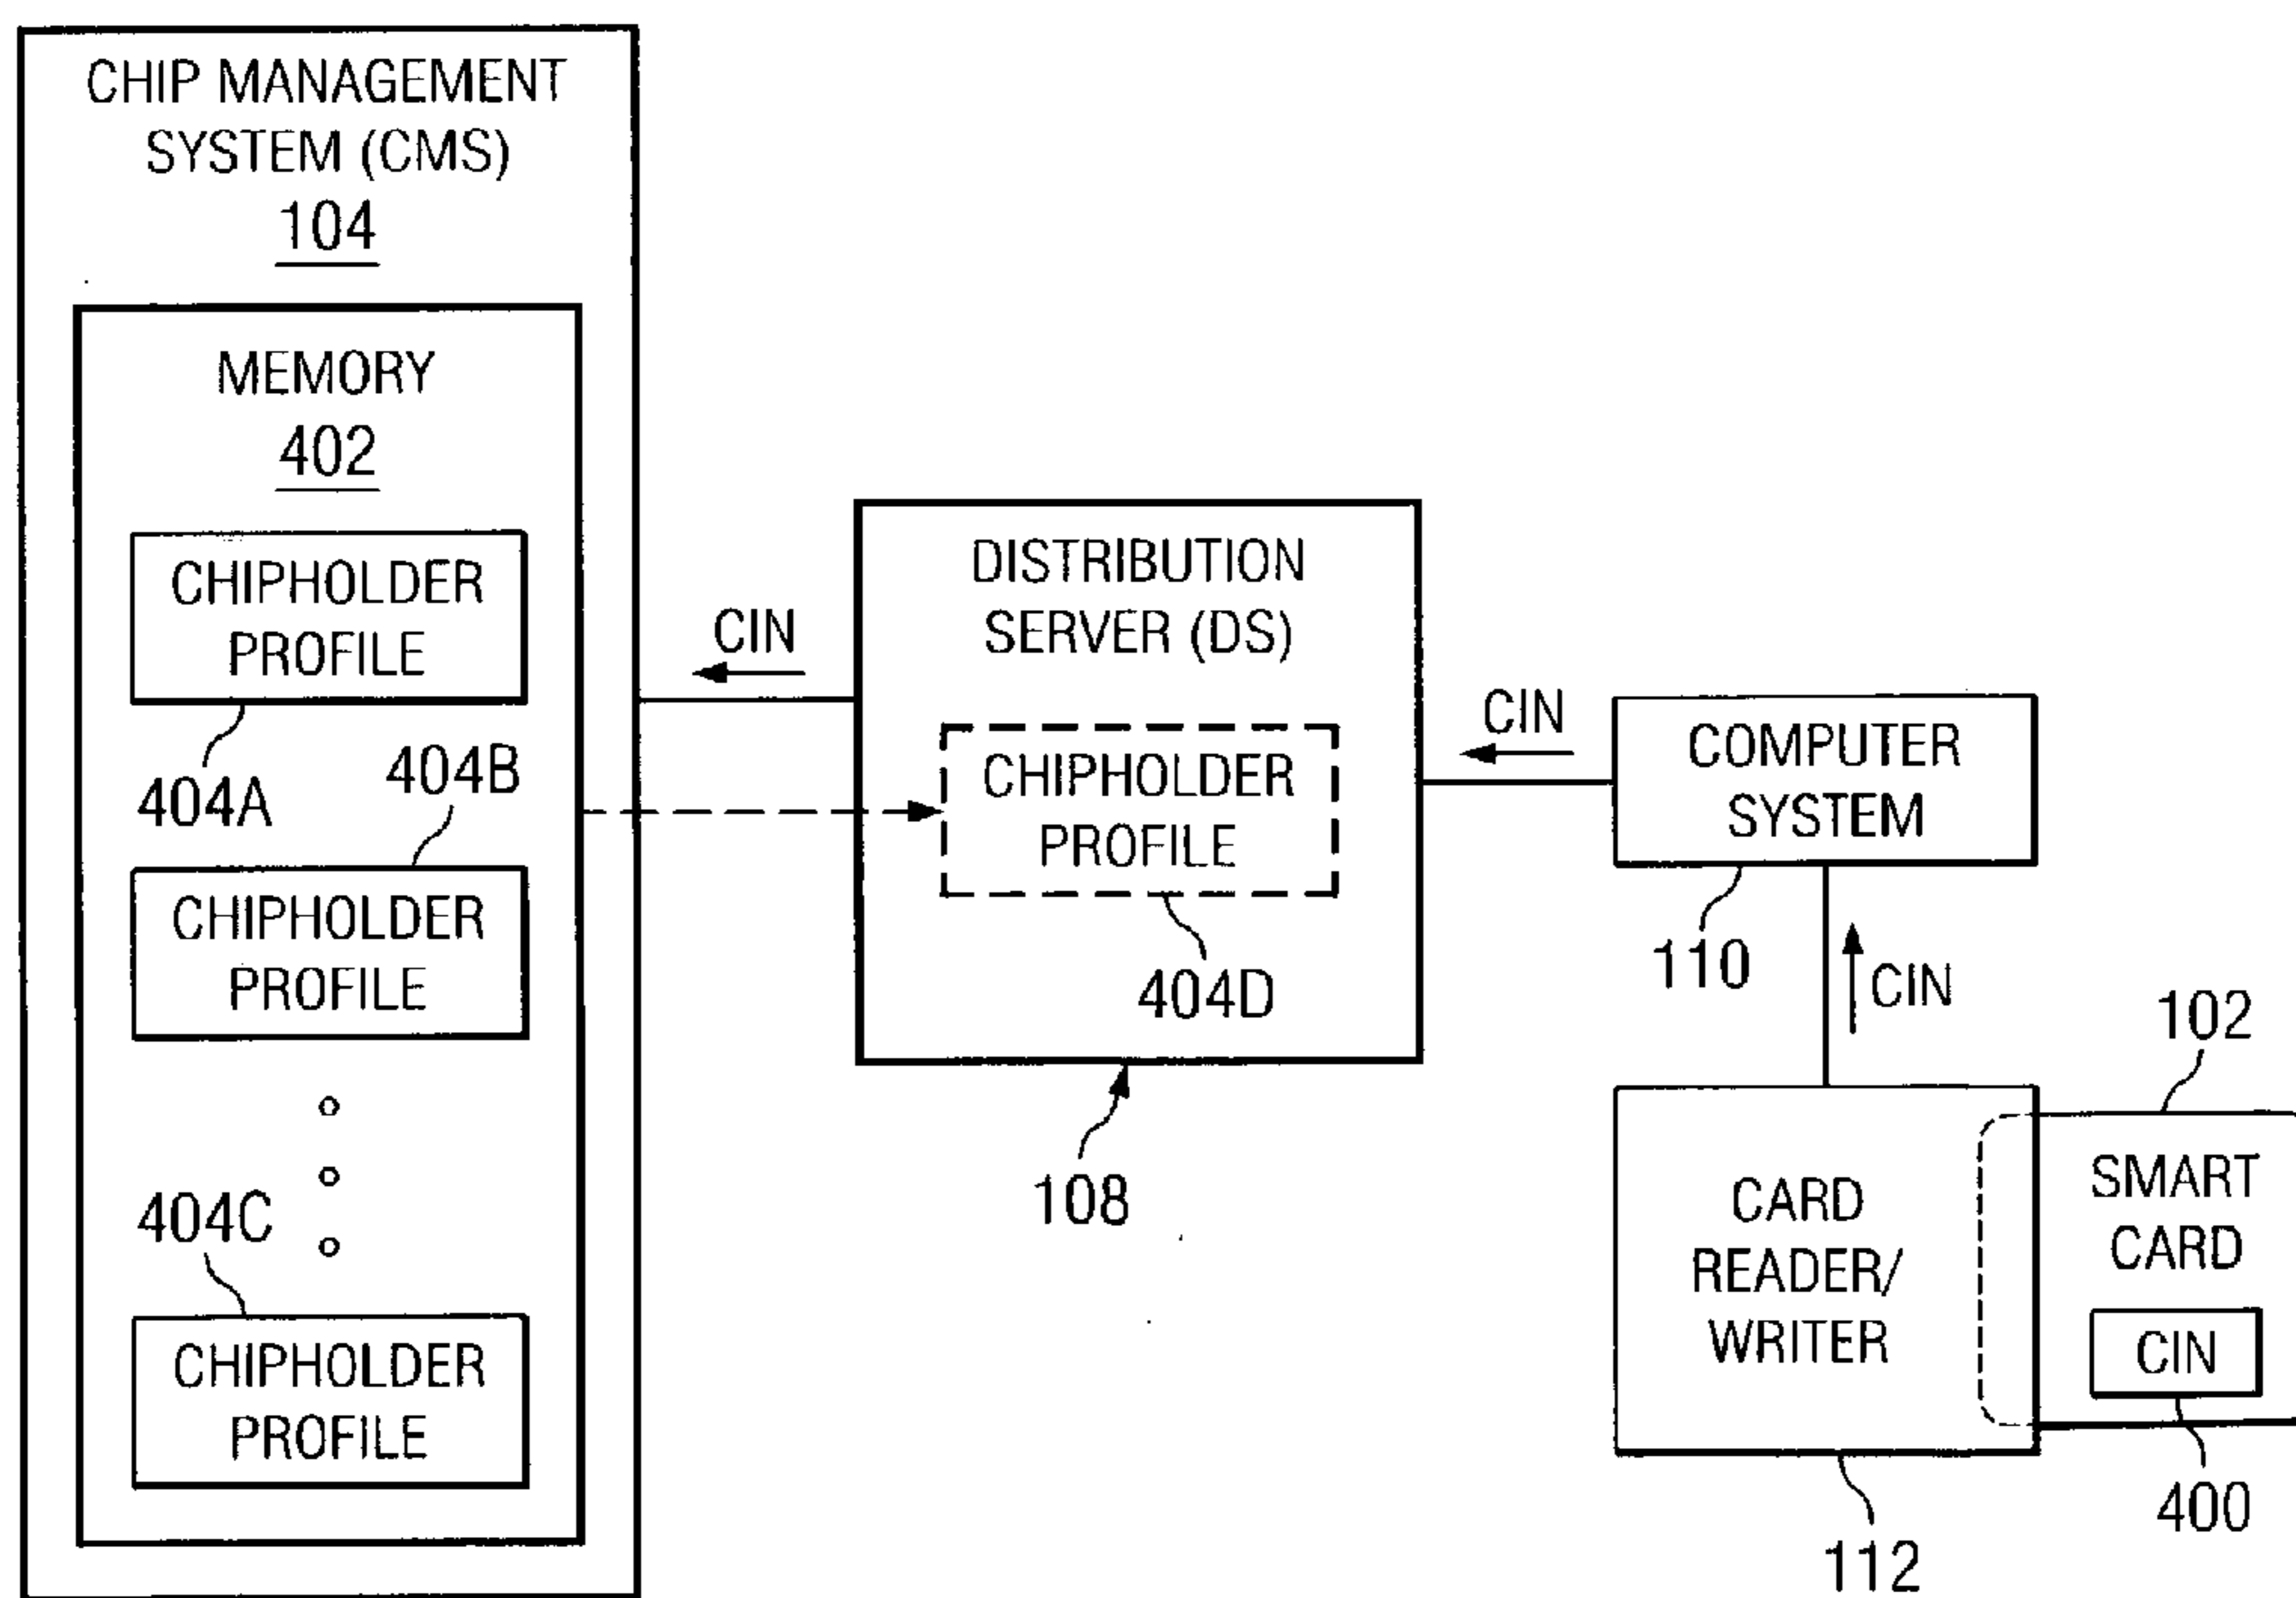 CHIP MANAGEMENT
SYSTEM (CMS)
104
MEMORY
402
CHIPHOLDER
PROFILE
404A
404B
CHIPHOLDER
PROFILE
404C
CHIPHOLDER
PROFILE
CIN
DISTRIBUTION
SERVER (DS)
CHIPHOLDER
PROFILE
404D
108
CIN
COMPUTER
SYSTEM
110
CIN
102
CARD
READER/
WRITER
112
SMART
CARD
CIN
400